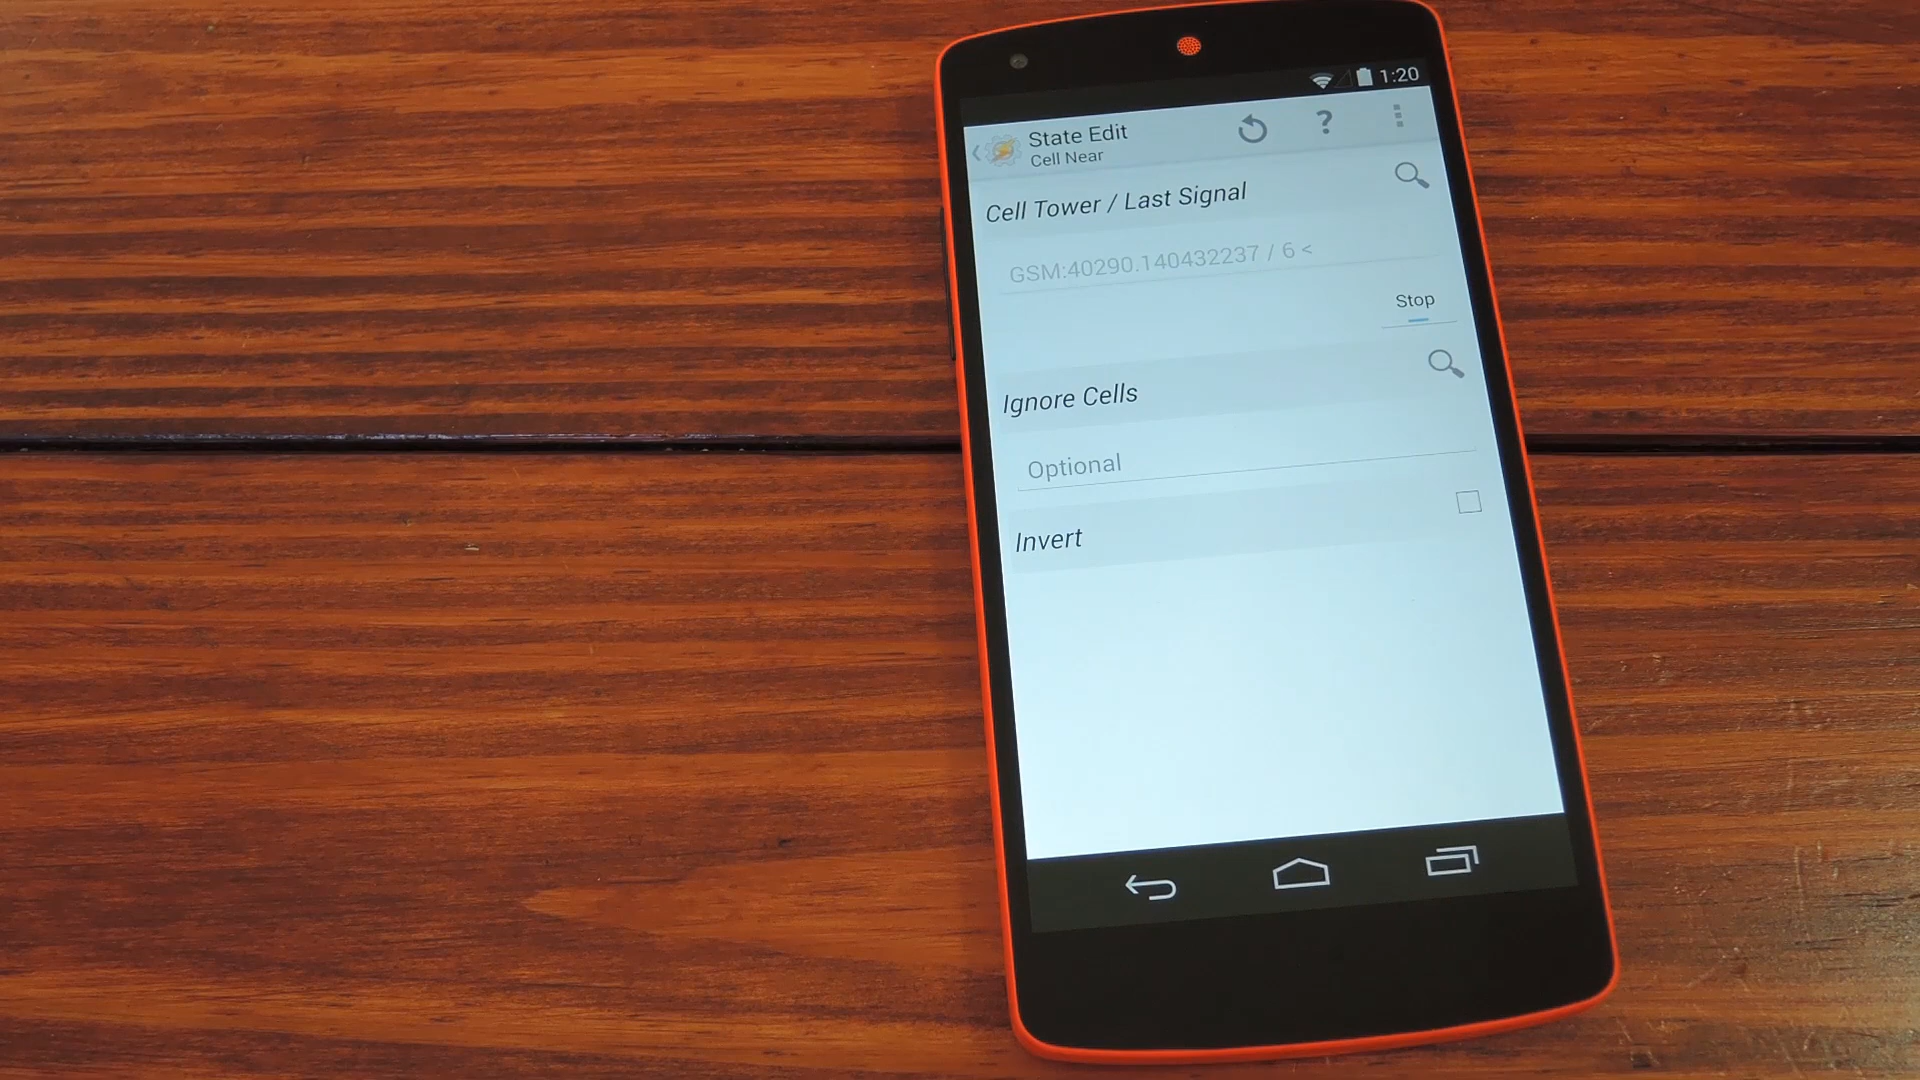 1:20
State Edit
?
Cell Near
Cell Tower / Last Signal
GSM:40290.140432237 / 6 <
Stop
Ignore Cells
Optional
Invert